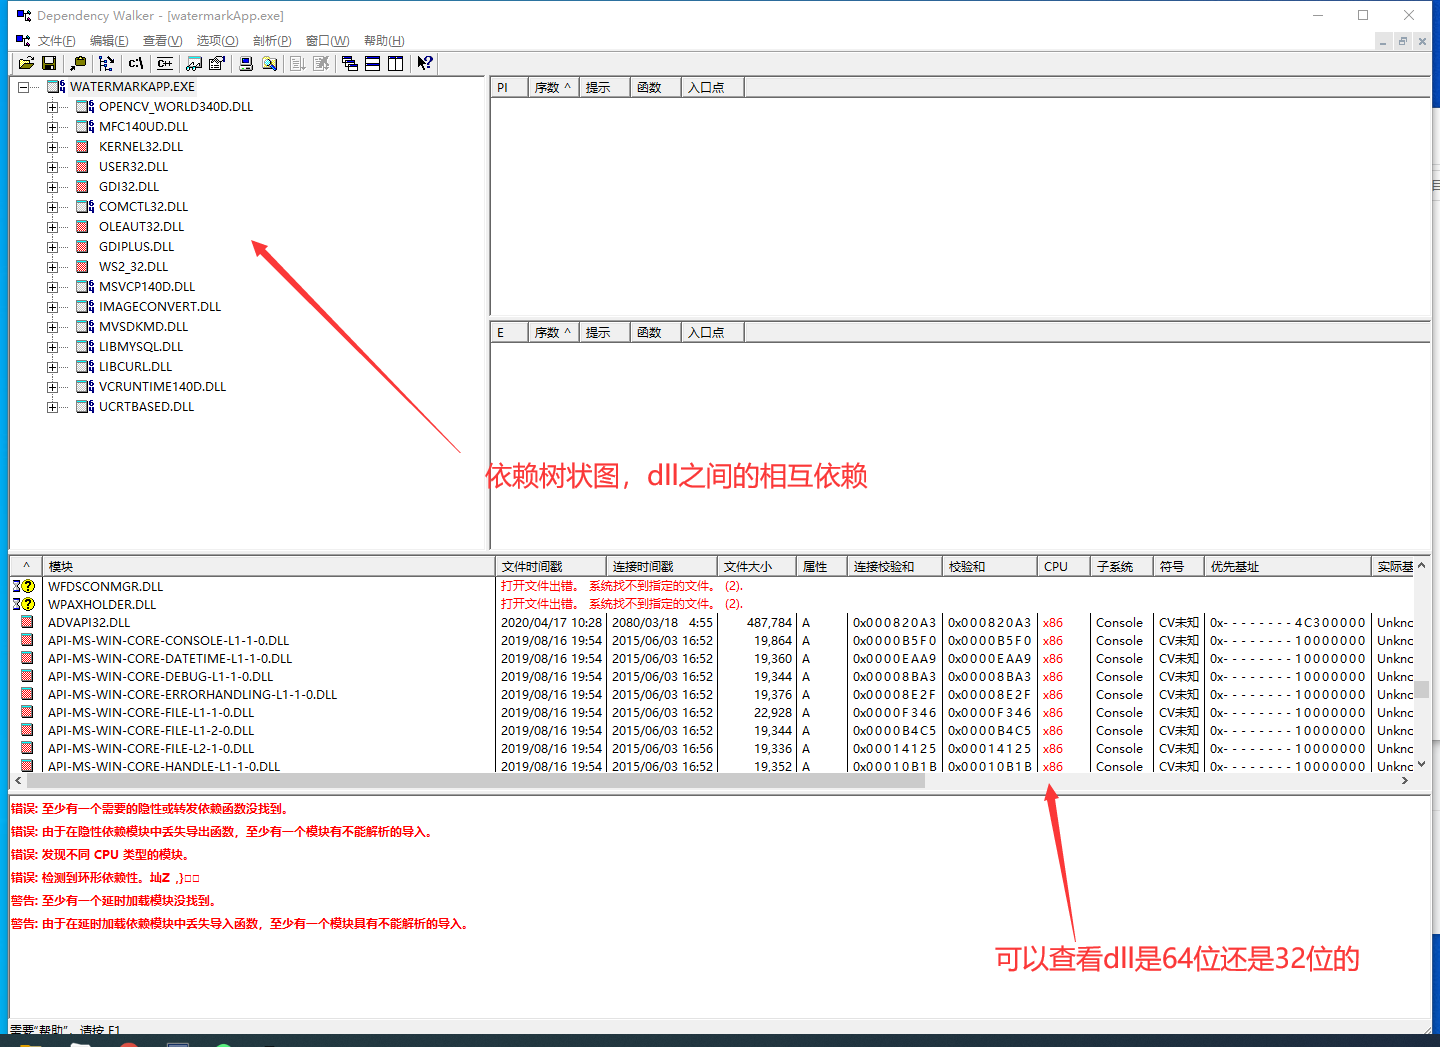 Dependency Walker - [watermarkApp.exe]
文件(F) 编辑(E) 查看(V) 选项(O) 剖析(P) 窗口(W) 帮助(H)
c:\ C++
WATERMARKAPP.EXE
OPENCV_WORLD340D.DLL
MFC140UD.DLL
KERNEL32.DLL
USER32.DLL
GDI32.DLL
COMCTL32.DLL
OLEAUT32.DLL
GDIPLUS.DLL
WS2_32.DLL
MSVCP140D.DLL
IMAGECONVERT.DLL
MVSDKMD.DLL
LIBMYSQL.DLL
LIBCURL.DLL
VCRUNTIME140D.DLL
UCRTBASED.DLL
PI 序数 ^ 提示 函数 入口点
E 序数 ^ 提示 函数 入口点
依赖树状图，dll之间的相互依赖
^ 模块 文件时间戳 连接时间戳 文件大小 属性 连接校验和 校验和 CPU 子系统 符号 优先基址 实际基
WFDSCONMGR.DLL 打开文件出错。 系统找不到指定的文件。 (2).
WPAXHOLDER.DLL 打开文件出错。 系统找不到指定的文件。 (2).
ADVAPI32.DLL 2020/04/17 10:28 2080/03/18 4:55 487,784 A 0x000820A3 0x000820A3 x86 Console CV未知 0x--------4C300000 Unknc
API-MS-WIN-CORE-CONSOLE-L1-1-0.DLL 2019/08/16 19:54 2015/06/03 16:52 19,864 A 0x0000B5F0 0x0000B5F0 x86 Console CV未知 0x--------10000000 Unknc
API-MS-WIN-CORE-DATETIME-L1-1-0.DLL 2019/08/16 19:54 2015/06/03 16:52 19,360 A 0x0000EAA9 0x0000EAA9 x86 Console CV未知 0x--------10000000 Unknc
API-MS-WIN-CORE-DEBUG-L1-1-0.DLL 2019/08/16 19:54 2015/06/03 16:52 19,344 A 0x00008BA3 0x00008BA3 x86 Console CV未知 0x--------10000000 Unknc
API-MS-WIN-CORE-ERRORHANDLING-L1-1-0.DLL 2019/08/16 19:54 2015/06/03 16:52 19,376 A 0x00008E2F 0x00008E2F x86 Console CV未知 0x--------10000000 Unknc
API-MS-WIN-CORE-FILE-L1-1-0.DLL 2019/08/16 19:54 2015/06/03 16:52 22,928 A 0x0000F346 0x0000F346 x86 Console CV未知 0x--------10000000 Unknc
API-MS-WIN-CORE-FILE-L1-2-0.DLL 2019/08/16 19:54 2015/06/03 16:52 19,344 A 0x0000B4C5 0x0000B4C5 x86 Console CV未知 0x--------10000000 Unknc
API-MS-WIN-CORE-FILE-L2-1-0.DLL 2019/08/16 19:54 2015/06/03 16:56 19,336 A 0x00014125 0x00014125 x86 Console CV未知 0x--------10000000 Unknc
API-MS-WIN-CORE-HANDLE-L1-1-0.DLL 2019/08/16 19:54 2015/06/03 16:52 19,352 A 0x00010B1B 0x00010B1B x86 Console CV未知 0x--------10000000 Unknc
错误: 至少有一个需要的隐性或转发依赖函数没找到。
错误: 由于在隐性依赖模块中丢失导出函数，至少有一个模块有不能解析的导入。
错误: 发现不同 CPU 类型的模块。
错误: 检测到环形依赖性。圸Z ,}□□
警告: 至少有一个延时加载模块没找到。
警告: 由于在延时加载依赖模块中丢失导入函数，至少有一个模块具有不能解析的导入。
可以查看dll是64位还是32位的
需要“帮助”，请按 F1